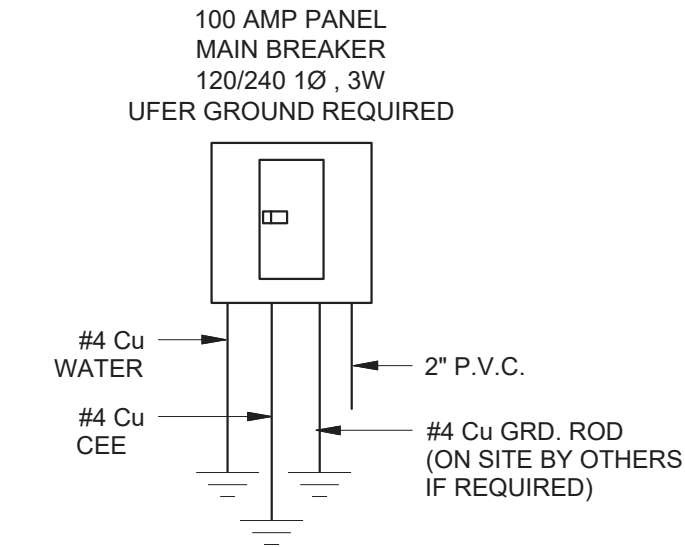 100 AMP PANEL
MAIN BREAKER
120/240 1Ø , 3W
UFER GROUND REQUIRED
#4 Cu
WATER
2" P.V.C.
#4 Cu
CEE
#4 Cu GRD. ROD
(ON SITE BY OTHERS
IF REQUIRED)